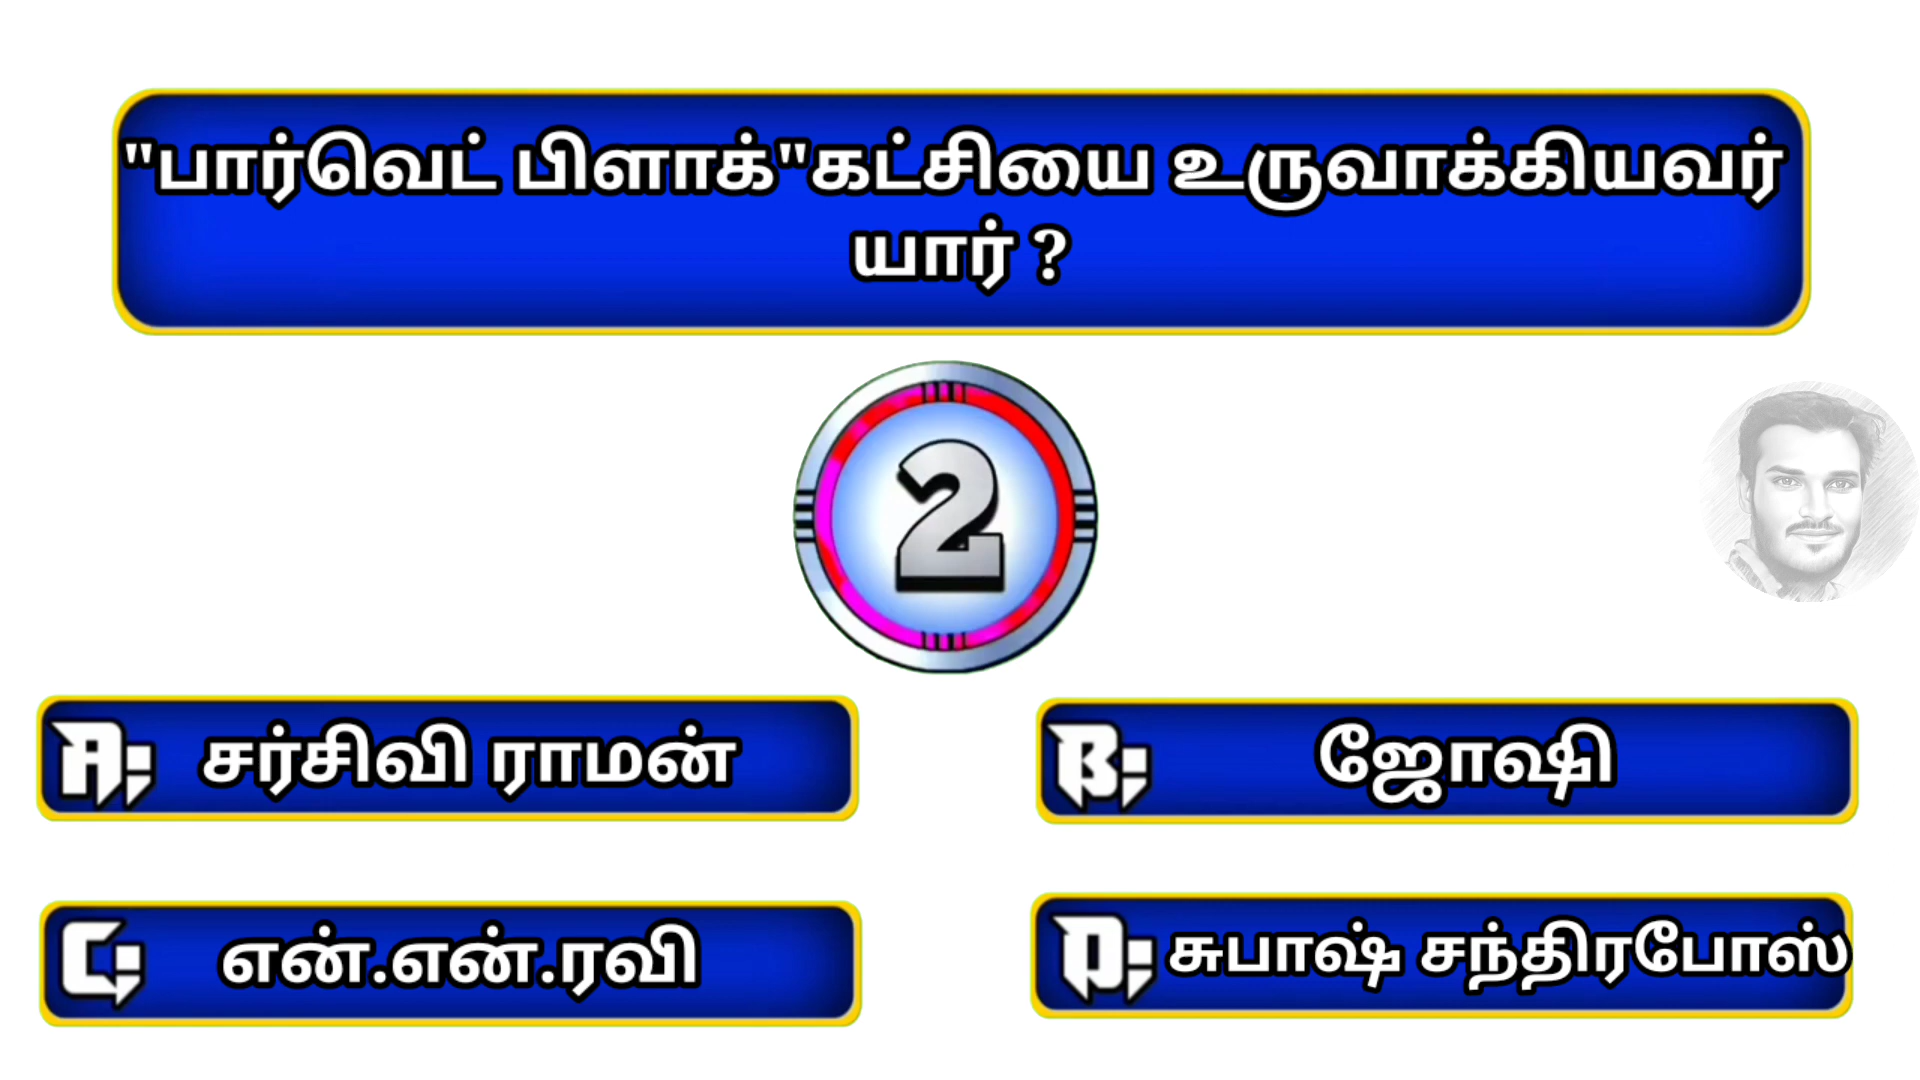 "பார்வெட் பிளாக்"கட்சியை உருவாக்கியவர்
யார் ?
2
A; சர்சிவி ராமன்
B; ஜோஷி
C; என்.என்.ரவி
D; சுபாஷ் சந்திரபோஸ்